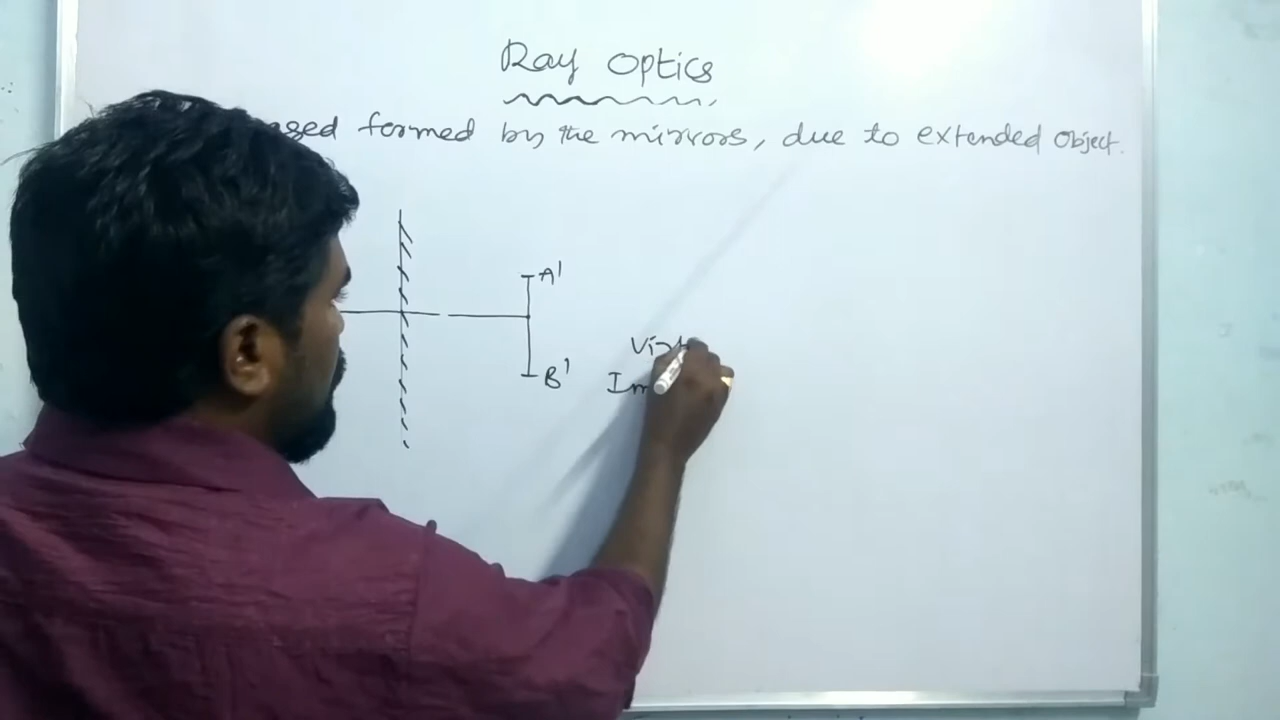 Ray Optics
formed by the mirrors, due to extended Object.
A'
B'